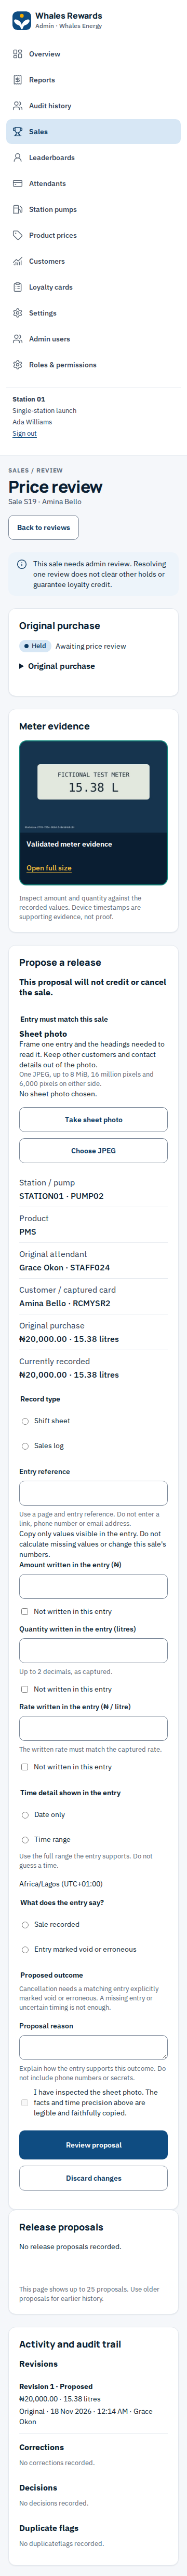 Whales Rewards
Admin · Whales Energy
Overview
Reports
Audit history
Sales
Leaderboards
Attendants
Station pumps
Product prices
Customers
Loyalty cards
Settings
Admin users
Roles & permissions
Station 01
Single-station launch
Ada Williams
Sign out
SALES / REVIEW
Price review
Sale S19 · Amina Bello
Back to reviews
This sale needs admin review. Resolving
one review does not clear other holds or
guarantee loyalty credit.
Original purchase
Held Awaiting price review
Original purchase
Meter evidence
FICTIONAL TEST METER
15.38 L
Validated meter evidence
Open full size
Inspect amount and quantity against the
recorded values. Device timestamps are
supporting evidence, not proof.
Propose a release
This proposal will not credit or cancel
the sale.
Entry must match this sale
Sheet photo
Frame one entry and the headings needed to
read it. Keep other customers and contact
details out of the photo.
One JPEG, up to 8 MiB, 16 million pixels and
6,000 pixels on either side.
No sheet photo chosen.
Take sheet photo
Choose JPEG
Station / pump
STATION01 · PUMP02
Product
PMS
Original attendant
Grace Okon · STAFF024
Customer / captured card
Amina Bello · RCMYSR2
Original purchase
₦20,000.00 · 15.38 litres
Currently recorded
₦20,000.00 · 15.38 litres
Record type
Shift sheet
Sales log
Entry reference
Use a page and entry reference. Do not enter a
link, phone number or email address.
Copy only values visible in the entry. Do not
calculate missing values or change this sale's
numbers.
Amount written in the entry (₦)
Not written in this entry
Quantity written in the entry (litres)
Up to 2 decimals, as captured.
Not written in this entry
Rate written in the entry (₦ / litre)
The written rate must match the captured rate.
Not written in this entry
Time detail shown in the entry
Date only
Time range
Use the full range the entry supports. Do not
guess a time.
Africa/Lagos (UTC+01:00)
What does the entry say?
Sale recorded
Entry marked void or erroneous
Proposed outcome
Cancellation needs a matching entry explicitly
marked void or erroneous. A missing entry or
uncertain timing is not enough.
Proposal reason
Explain how the entry supports this outcome. Do
not include phone numbers or secrets.
I have inspected the sheet photo. The
facts and time precision above are
legible and faithfully copied.
Review proposal
Discard changes
Release proposals
No release proposals recorded.
This page shows up to 25 proposals. Use older
proposals for earlier history.
Activity and audit trail
Revisions
Revision 1 · Proposed
₦20,000.00 · 15.38 litres
Original · 18 Nov 2026 · 12:14 AM · Grace
Okon
Corrections
No corrections recorded.
Decisions
No decisions recorded.
Duplicate flags
No duplicateflags recorded.